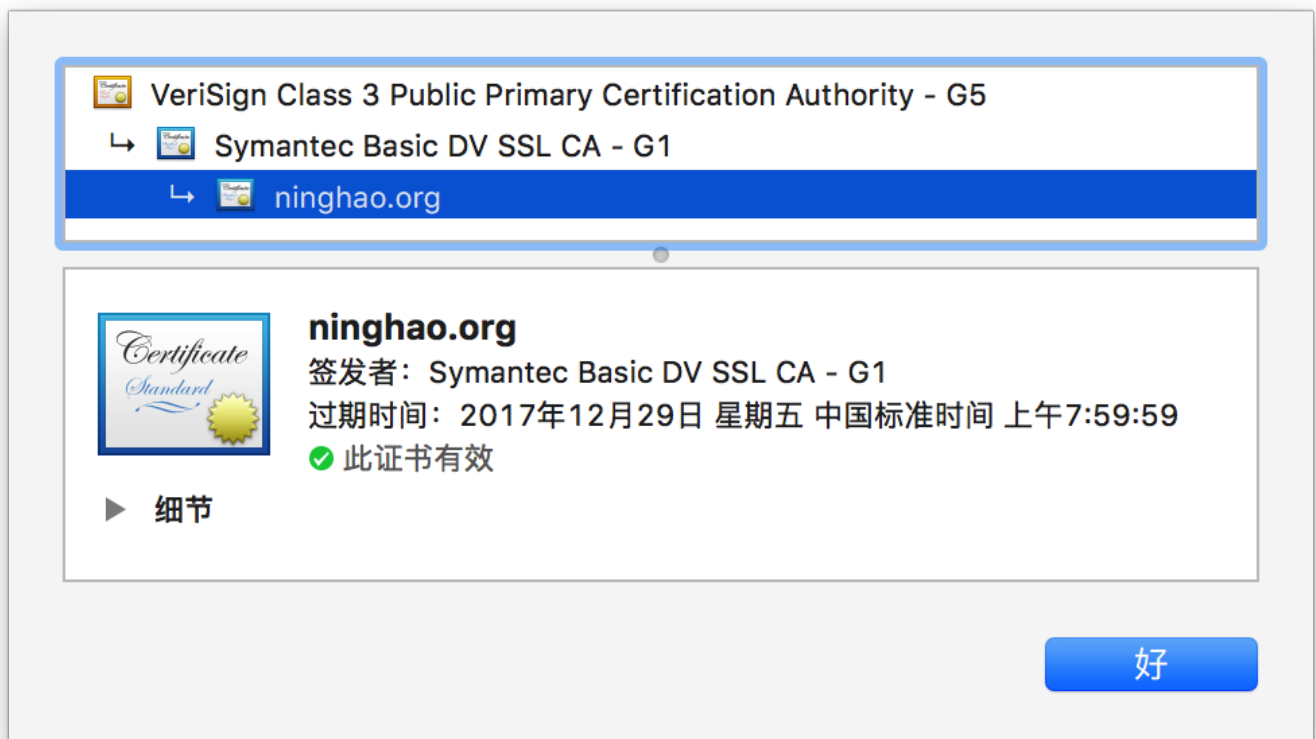 VeriSign Class 3 Public Primary Certification Authority - G5
Symantec Basic DV SSL CA - G1
ninghao.org
Certificate
Standard
ninghao.org
签发者：Symantec Basic DV SSL CA - G1
过期时间：2017年12月29日 星期五 中国标准时间 上午7:59:59
此证书有效
细节
好